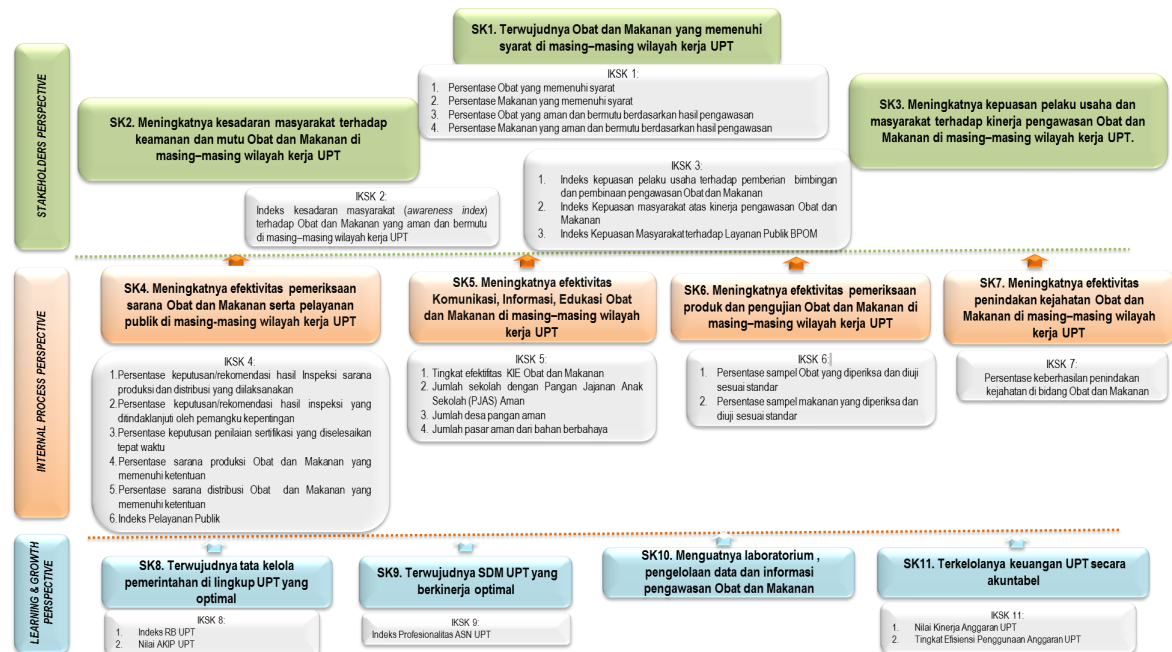 STAKEHOLDERS PERSPECTIVE
SK1. Terwujudnya Obat dan Makanan yang memenuhi
syarat di masing–masing wilayah kerja UPT
IKSK 1:
1. Persentase Obat yang memenuhi syarat
2. Persentase Makanan yang memenuhi syarat
3. Persentase Obat yang aman dan bermutu berdasarkan hasil pengawasan
4. Persentase Makanan yang aman dan bermutu berdasarkan hasil pengawasan
SK2. Meningkatnya kesadaran masyarakat terhadap
keamanan dan mutu Obat dan Makanan di
masing–masing wilayah kerja UPT
IKSK 2:
Indeks kesadaran masyarakat (awareness index)
terhadap Obat dan Makanan yang aman dan bermutu
di masing–masing wilayah kerja UPT
SK3. Meningkatnya kepuasan pelaku usaha dan
masyarakat terhadap kinerja pengawasan Obat dan
Makanan di masing–masing wilayah kerja UPT.
IKSK 3:
1. Indeks kepuasan pelaku usaha terhadap pemberian bimbingan
dan pembinaan pengawasan Obat dan Makanan
2. Indeks Kepuasan masyarakat atas kinerja pengawasan Obat dan
Makanan
3. Indeks Kepuasan Masyarakat terhadap Layanan Publik BPOM
INTERNAL PROCESS PERSPECTIVE
SK4. Meningkatnya efektivitas pemeriksaan
sarana Obat dan Makanan serta pelayanan
publik di masing-masing wilayah kerja UPT
IKSK 4:
1. Persentase keputusan/rekomendasi hasil Inspeksi sarana
produksi dan distribusi yang dilaksanakan
2. Persentase keputusan/rekomendasi hasil inspeksi yang
ditindaklanjuti oleh pemangku kepentingan
3. Persentase keputusan penilaian sertifikasi yang diselesaikan
tepat waktu
4. Persentase sarana produksi Obat dan Makanan yang
memenuhi ketentuan
5. Persentase sarana distribusi Obat dan Makanan yang
memenuhi ketentuan
6. Indeks Pelayanan Publik
SK5. Meningkatnya efektivitas
Komunikasi, Informasi, Edukasi Obat
dan Makanan di masing–masing wilayah
kerja UPT
IKSK 5:
1. Tingkat efektifitas KIE Obat dan Makanan
2. Jumlah sekolah dengan Pangan Jajanan Anak
Sekolah (PJAS) Aman
3. Jumlah desa pangan aman
4. Jumlah pasar aman dari bahan berbahaya
SK6. Meningkatnya efektivitas pemeriksaan
produk dan pengujian Obat dan Makanan di
masing–masing wilayah kerja UPT
IKSK 6:
1. Persentase sampel Obat yang diperiksa dan diuji
sesuai standar
2. Persentase sampel makanan yang diperiksa dan
diuji sesuai standar
SK7. Meningkatnya efektivitas
penindakan kejahatan Obat dan
Makanan di masing–masing wilayah
kerja UPT
IKSK 7:
Persentase keberhasilan penindakan
kejahatan di bidang Obat dan Makanan
LEARNING & GROWTH
PERSPECTIVE
SK8. Terwujudnya tata kelola
pemerintahan di lingkup UPT yang
optimal
IKSK 8:
1. Indeks RB UPT
2. Nilai AKIP UPT
SK9. Terwujudnya SDM UPT yang
berkinerja optimal
IKSK 9:
Indeks Profesionalitas ASN UPT
SK10. Menguatnya laboratorium ,
pengelolaan data dan informasi
pengawasan Obat dan Makanan
SK11. Terkelolanya keuangan UPT secara
akuntabel
IKSK 11:
1. Nilai Kinerja Anggaran UPT
2. Tingkat Efisiensi Penggunaan Anggaran UPT